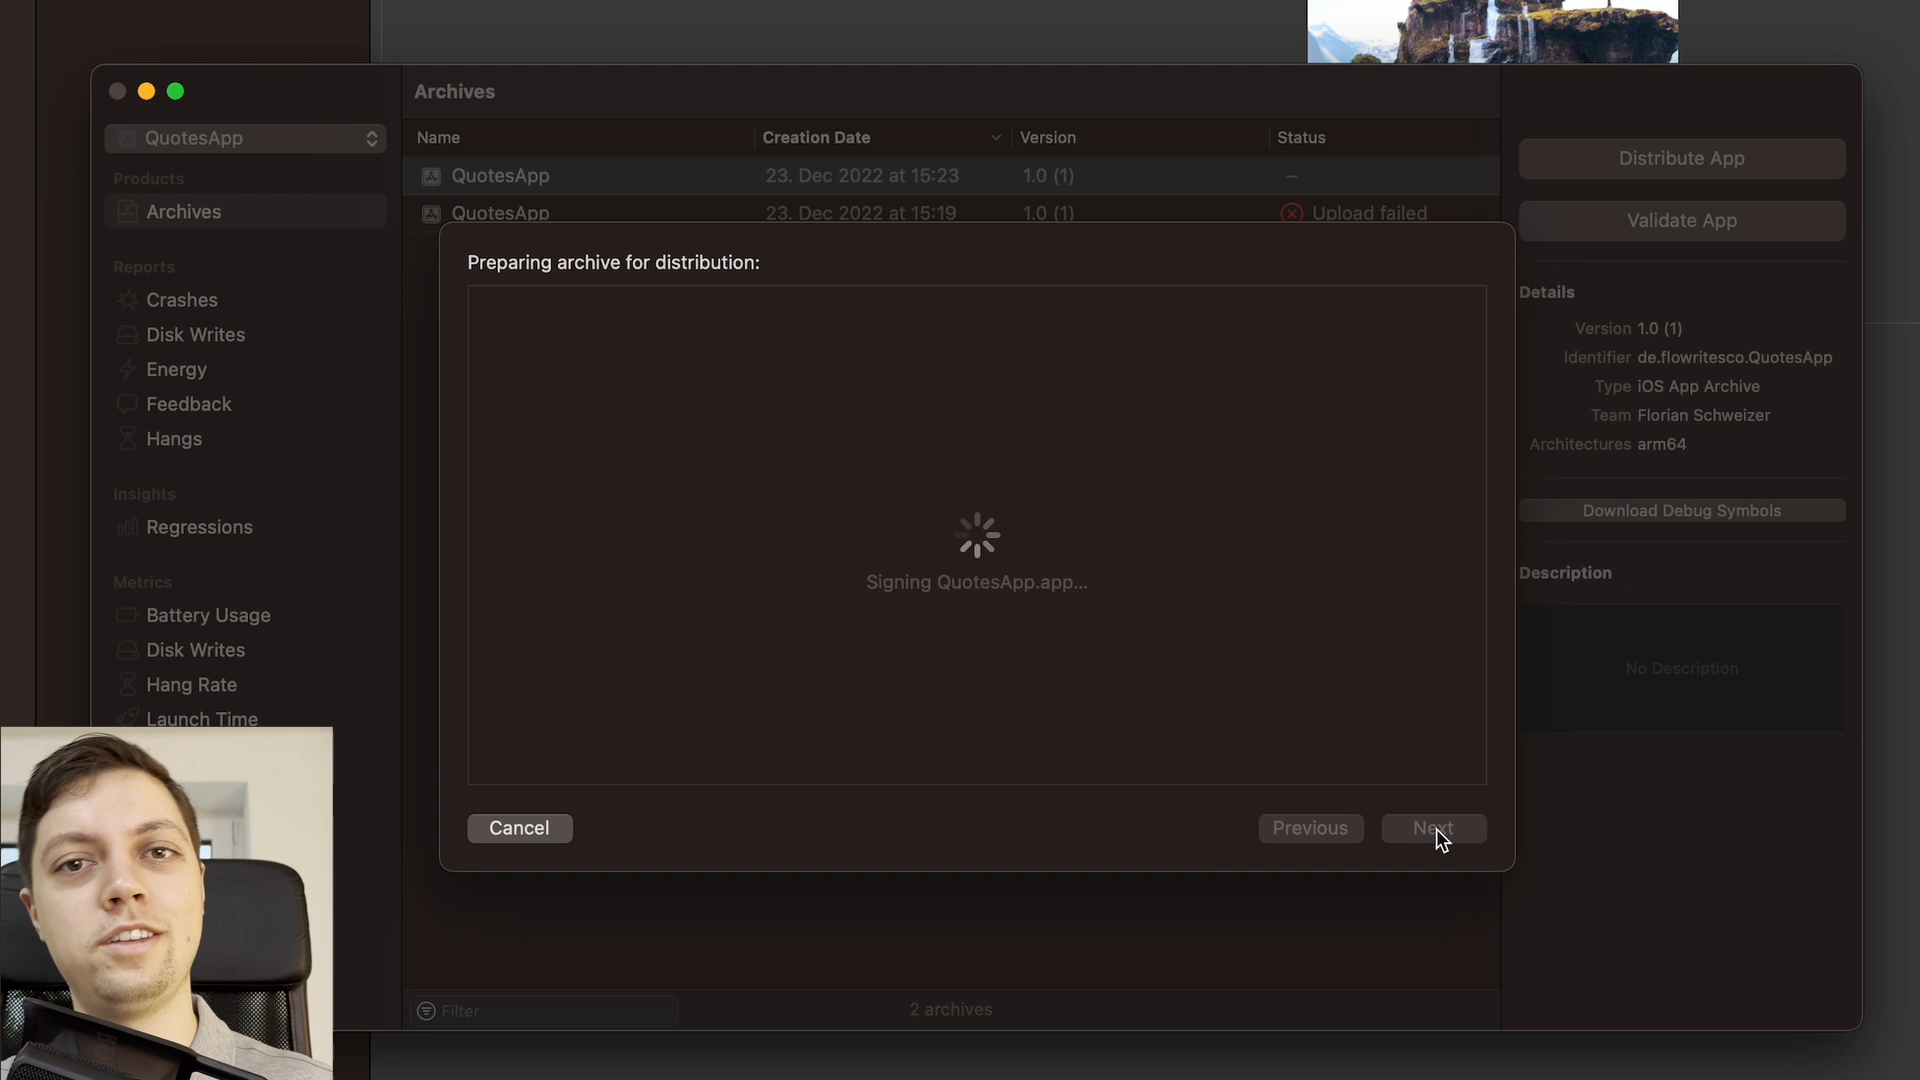 Archives
QuotesApp
Name
Creation Date
Version
Status
QuotesApp
23. Dec 2022 at 15:23
1.0 (1)
–
QuotesApp
23. Dec 2022 at 15:19
1.0 (1)
Upload failed
Products
Archives
Reports
Crashes
Disk Writes
Energy
Feedback
Hangs
Insights
Regressions
Metrics
Battery Usage
Disk Writes
Hang Rate
Launch Time
Preparing archive for distribution:
Signing QuotesApp.app...
Cancel
Previous
Next
Filter
2 archives
Distribute App
Validate App
Details
Version 1.0 (1)
Identifier de.flowritesco.QuotesApp
Type iOS App Archive
Team Florian Schweizer
Architectures arm64
Download Debug Symbols
Description
No Description